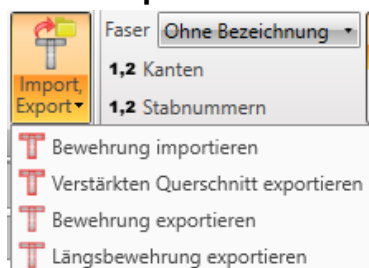 Faser Ohne Bezeichnung
1,2 Kanten
Import,
Export
1,2 Stabnummern
Bewehrung importieren
Verstärkten Querschnitt exportieren
Bewehrung exportieren
Längsbewehrung exportieren